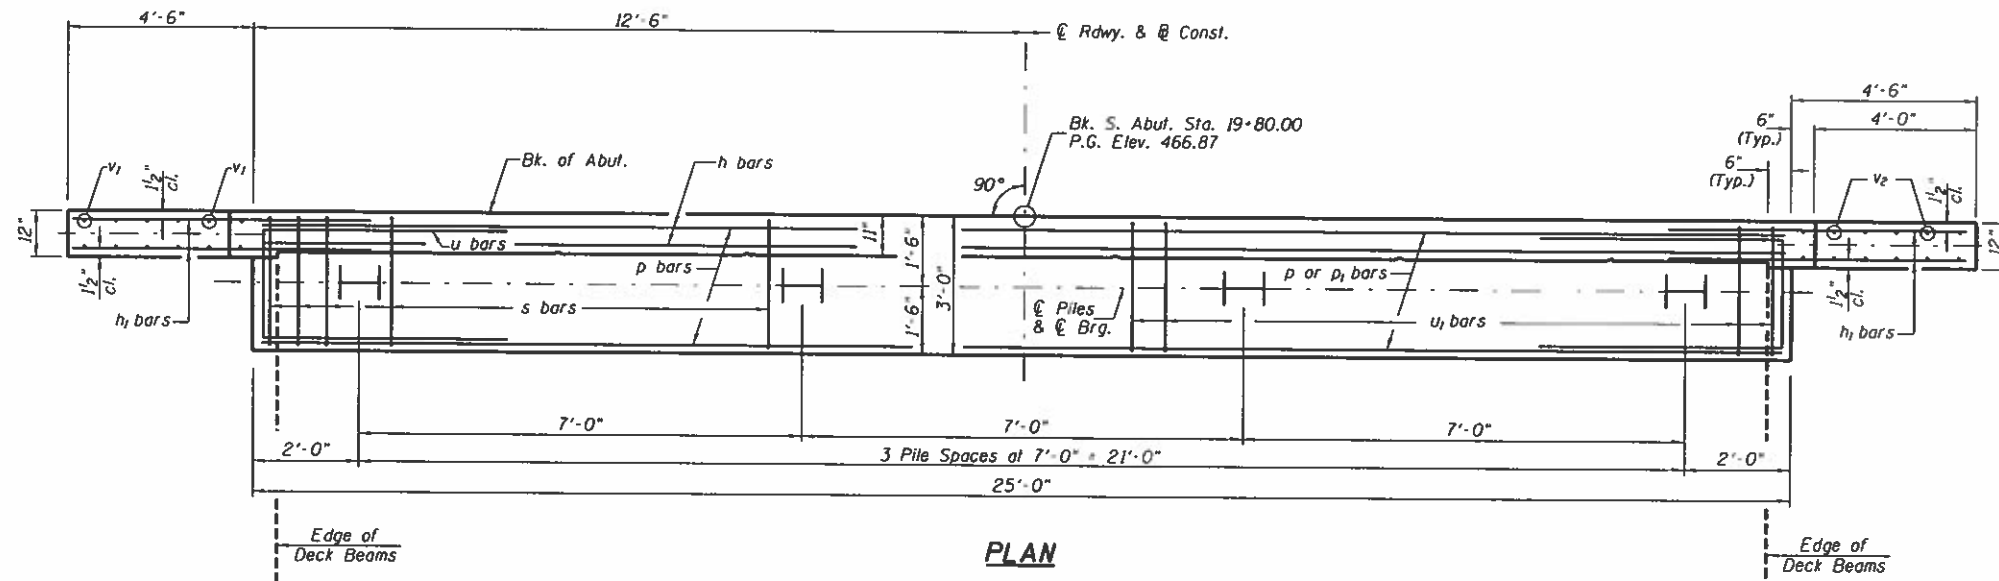 4'-6"
12'-6"
℄ Rdwy. & ℞ Const.
4'-6"
4'-0"
6"
(Typ.)
6"
(Typ.)
Bk. S. Abut. Sta. 19+80.00
P.G. Elev. 466.87
90°
v1
1½"
cl.
v1
Bk. of Abut.
h bars
v2
1½"
cl.
12"
12"
11"
1'-6"
3'-0"
1'-6"
u bars
p bars
p or p1 bars
1½"
cl.
1½"
cl.
h1 bars
s bars
℄ Piles
& ℄ Brg.
u1 bars
h1 bars
7'-0"
7'-0"
7'-0"
2'-0"
3 Pile Spaces at 7'-0" = 21'-0"
2'-0"
25'-0"
Edge of
Deck Beams
PLAN
Edge of
Deck Beams